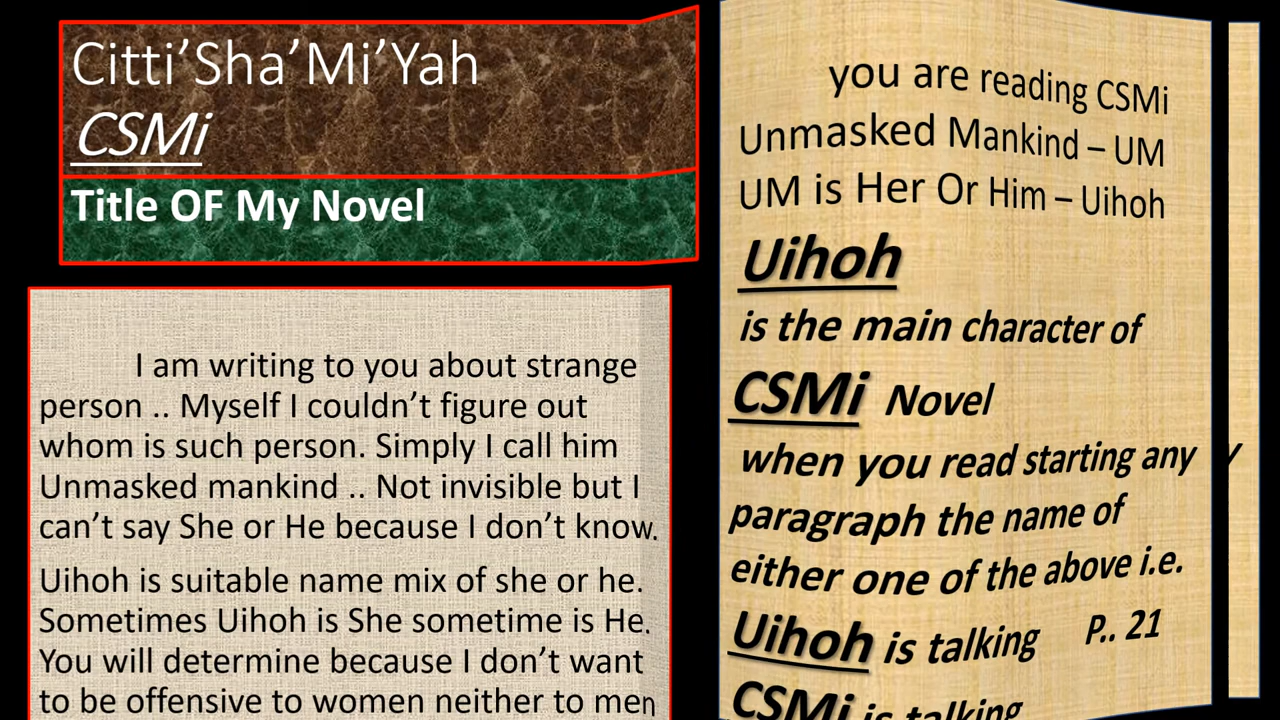 Citti’Sha’Mi’Yah
CSMi
Title OF My Novel
I am writing to you about strange
person .. Myself I couldn’t figure out
whom is such person. Simply I call him
Unmasked mankind .. Not invisible but I
can’t say She or He because I don’t know.
Uihoh is suitable name mix of she or he.
Sometimes Uihoh is She sometime is He.
You will determine because I don’t want
to be offensive to women neither to men
you are reading CSMi
Unmasked Mankind – UM
UM is Her Or Him – Uihoh
Uihoh
is the main character of
CSMi Novel
when you read starting any
paragraph the name of
either one of the above i.e.
Uihoh is talking P.. 21
CSMi is talking